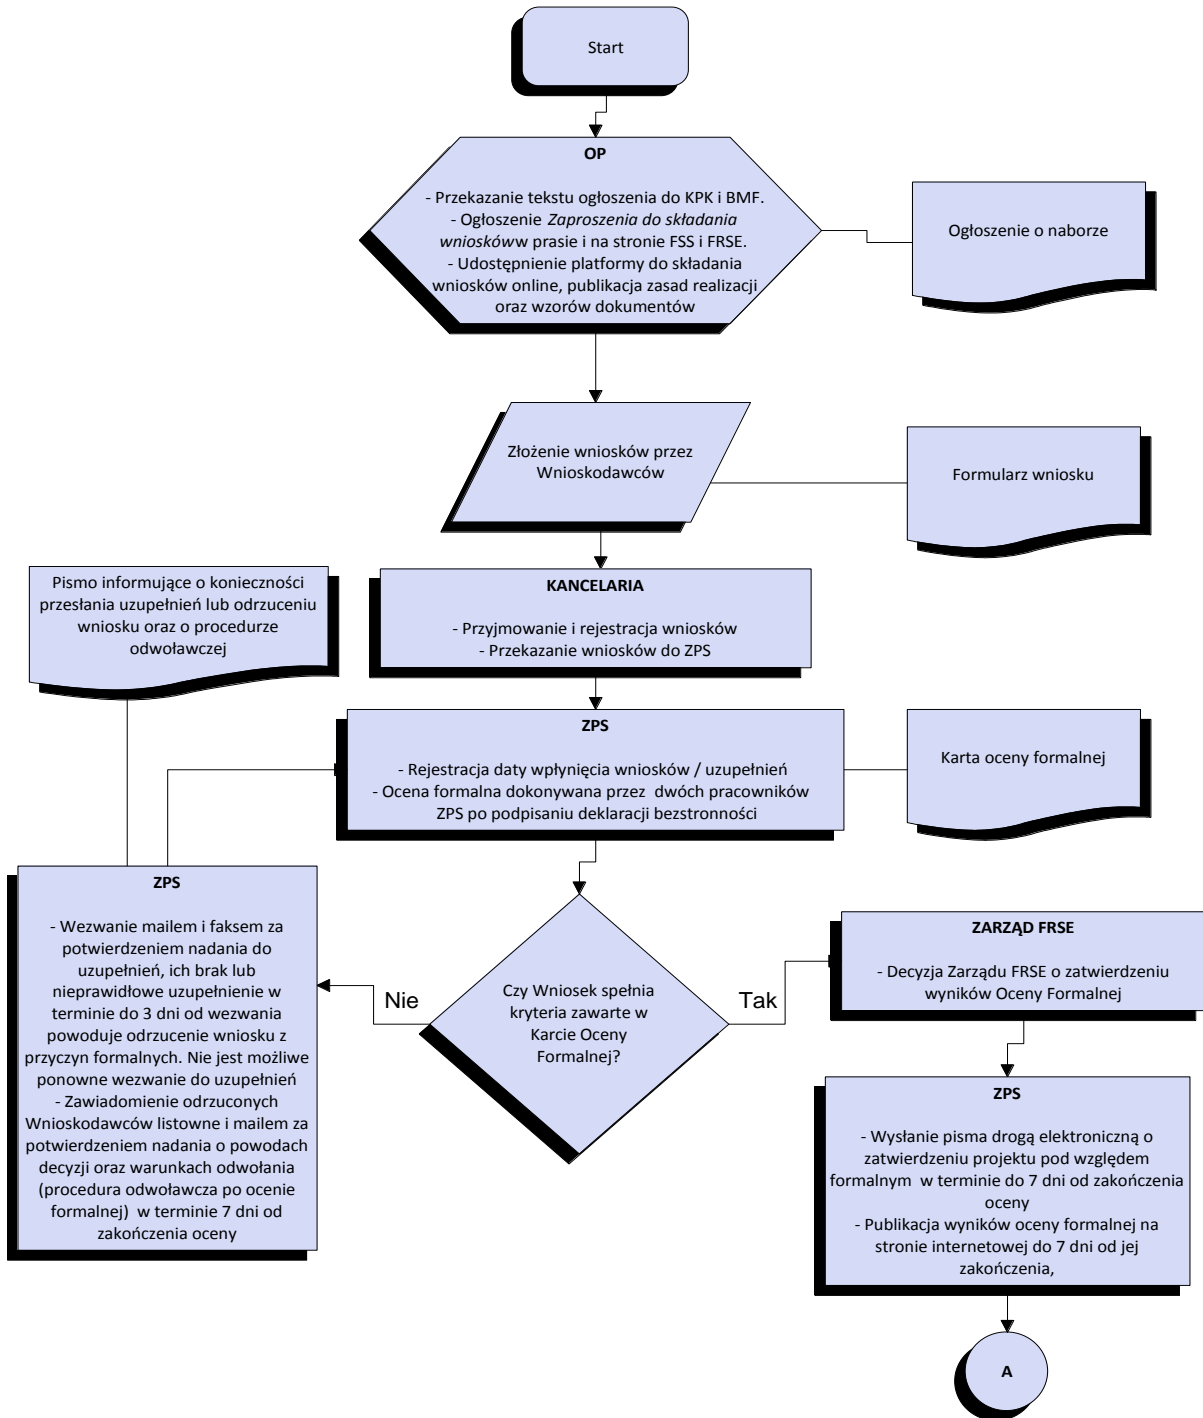 Start
OP
- Przekazanie tekstu ogłoszenia do KPK i BMF.
- Ogłoszenie Zaproszenia do składania
wnioskóww prasie i na stronie FSS i FRSE.
- Udostępnienie platformy do składania
wniosków online, publikacja zasad realizacji
oraz wzorów dokumentów
Ogłoszenie o naborze
Złożenie wniosków przez
Wnioskodawców
Formularz wniosku
Pismo informujące o konieczności
przesłania uzupełnień lub odrzuceniu
wniosku oraz o procedurze
odwoławczej
KANCELARIA
- Przyjmowanie i rejestracja wniosków
- Przekazanie wniosków do ZPS
ZPS
- Rejestracja daty wpłynięcia wniosków / uzupełnień
- Ocena formalna dokonywana przez dwóch pracowników
ZPS po podpisaniu deklaracji bezstronności
Karta oceny formalnej
ZPS
- Wezwanie mailem i faksem za
potwierdzeniem nadania do
uzupełnień, ich brak lub
nieprawidłowe uzupełnienie w
terminie do 3 dni od wezwania
powoduje odrzucenie wniosku z
przyczyn formalnych. Nie jest możliwe
ponowne wezwanie do uzupełnień
- Zawiadomienie odrzuconych
Wnioskodawców listowne i mailem za
potwierdzeniem nadania o powodach
decyzji oraz warunkach odwołania
(procedura odwoławcza po ocenie
formalnej) w terminie 7 dni od
zakończenia oceny
Nie
Czy Wniosek spełnia
kryteria zawarte w
Karcie Oceny
Formalnej?
Tak
ZARZĄD FRSE
- Decyzja Zarządu FRSE o zatwierdzeniu
wyników Oceny Formalnej
ZPS
- Wysłanie pisma drogą elektroniczną o
zatwierdzeniu projektu pod względem
formalnym w terminie do 7 dni od zakończenia
oceny
- Publikacja wyników oceny formalnej na
stronie internetowej do 7 dni od jej
zakończenia,
A